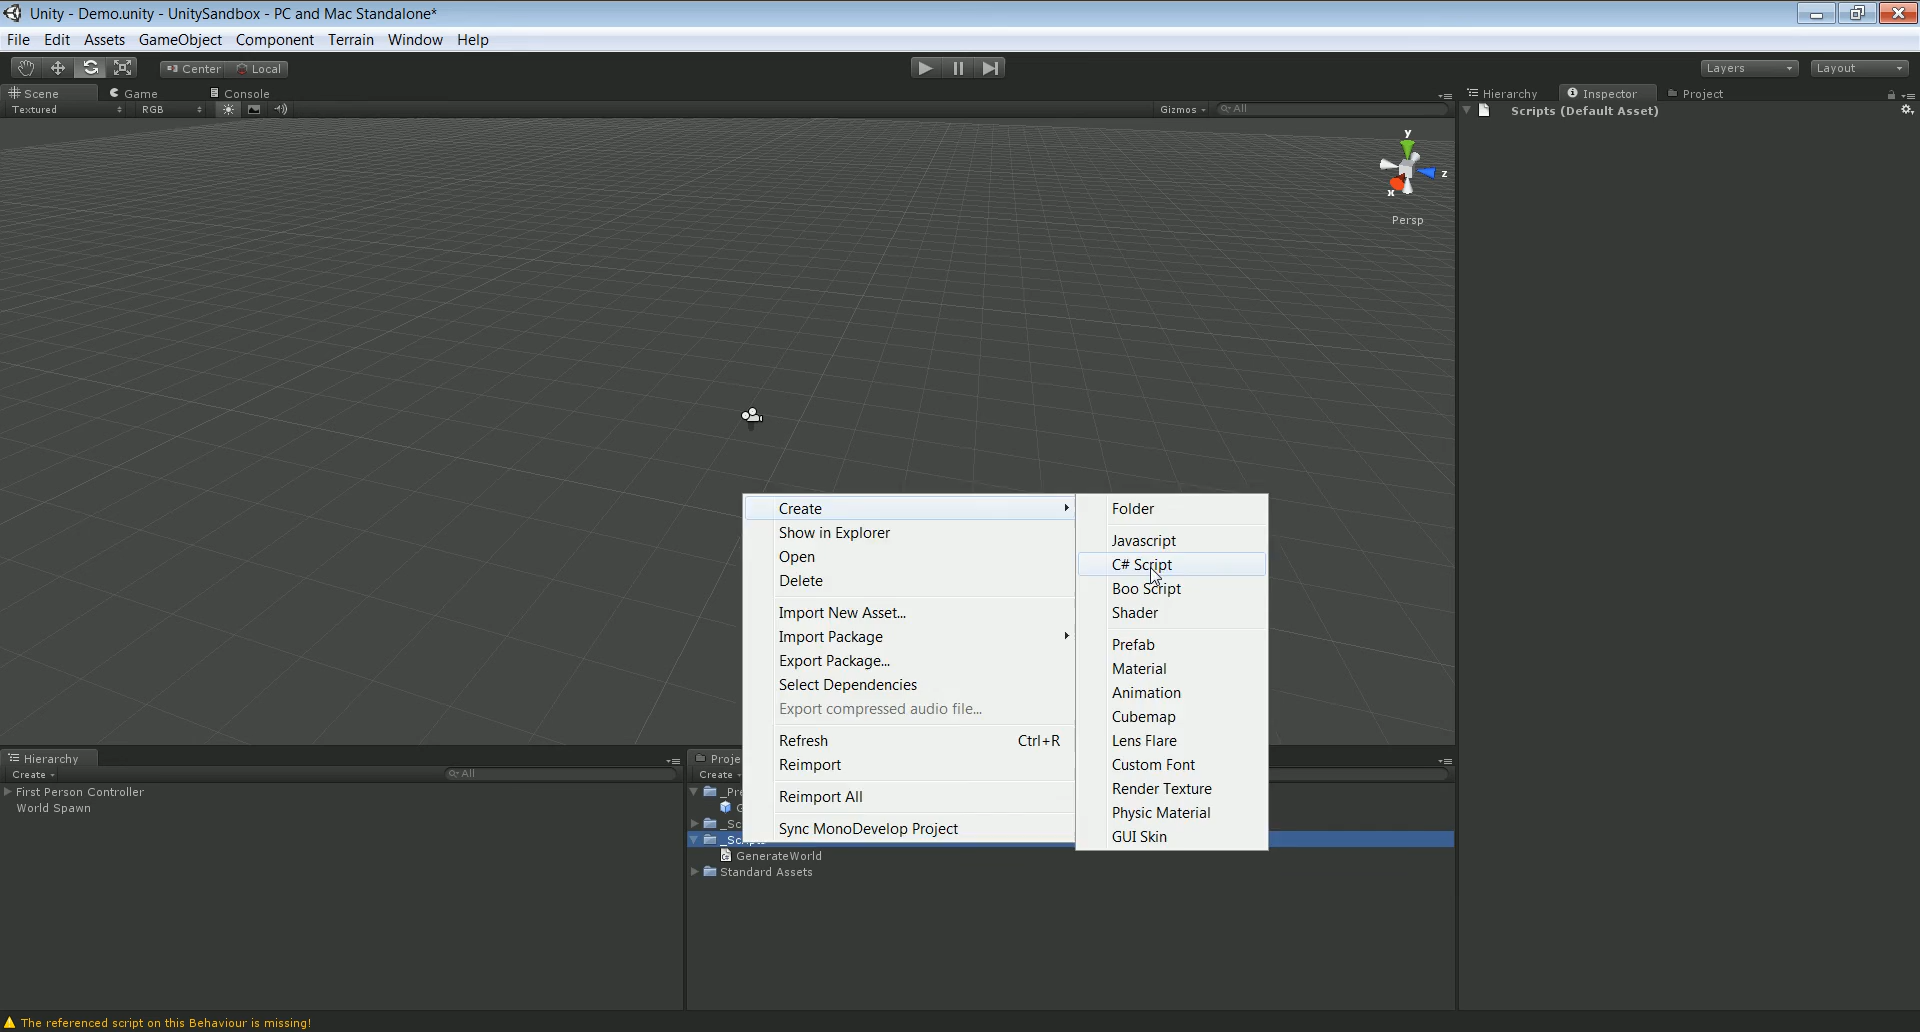 Unity - Demo.unity - UnitySandbox - PC and Mac Standalone*
File Edit Assets GameObject Component Terrain Window Help
Center Local
Layers Layout
Scene Game Console
Hierarchy Inspector Project
Textured RGB Gizmos All
Scripts (Default Asset)
y
z
x
Persp
Create
Show in Explorer
Open
Delete
Import New Asset...
Import Package
Export Package...
Select Dependencies
Export compressed audio file...
Refresh Ctrl+R
Reimport
Reimport All
Sync MonoDevelop Project
Folder
Javascript
C# Script
Boo Script
Shader
Prefab
Material
Animation
Cubemap
Lens Flare
Custom Font
Render Texture
Physic Material
GUI Skin
Hierarchy
Create All
First Person Controller
World Spawn
Proje
Create
_Pre
G
_Sc
_Scripts
GenerateWorld
Standard Assets
The referenced script on this Behaviour is missing!